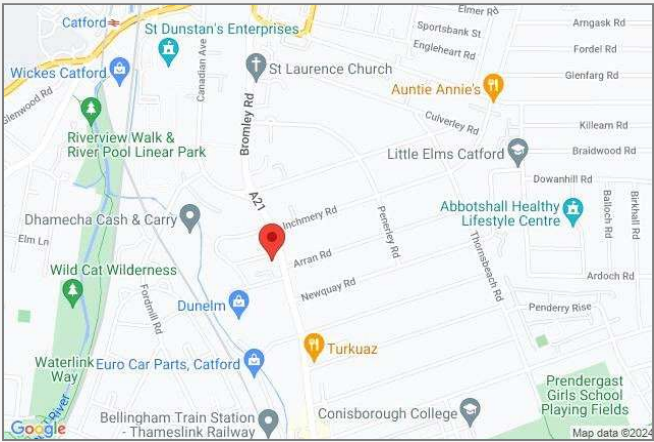 Elmer Rd
Catford
Sportsbank St
Arngask Rd
St Dunstan's Enterprises
Engleheart Rd
Fordel Rd
Canadian Ave
Wickes Catford
St Laurence Church
Glenfarg Rd
Auntie Annie's
Glenwood Rd
Culverley Rd
Killearn Rd
Riverview Walk &
River Pool Linear Park
Bromley Rd
Little Elms Catford
Braidwood Rd
Dowanhill Rd
A21
Inchmery Rd
Penerley Rd
Abbotshall Healthy
Lifestyle Centre
Balloch Rd
Birkhall Rd
Dhamecha Cash & Carry
Elm Ln
Arran Rd
Thornsbeach Rd
Wild Cat Wilderness
Ardoch Rd
Fordmill Rd
Newquay Rd
Dunelm
Penderry Rise
Turkuaz
Waterlink
Way
Euro Car Parts, Catford
Prendergast
Girls School
Playing Fields
River
Conisborough College
Bellingham Train Station
- Thameslink Railway
Google
Map data ©2024